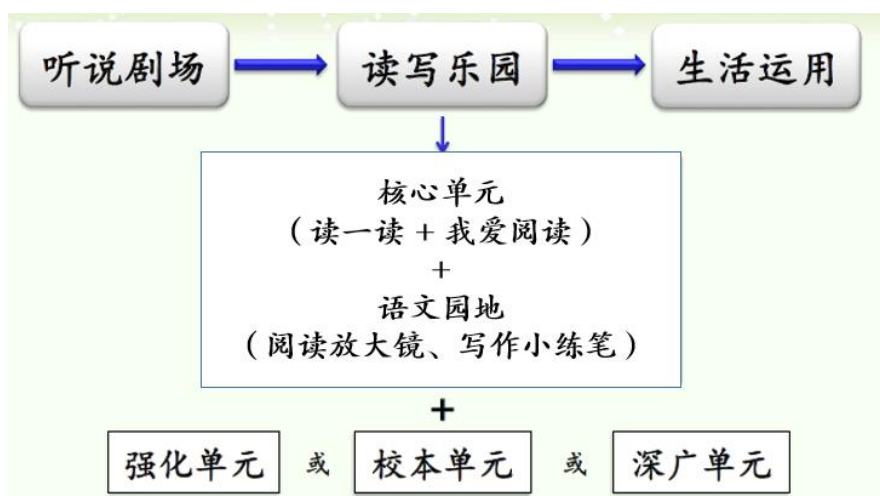 听说剧场 读写乐园 生活运用
核心单元
（读一读 + 我爱阅读）
+
语文园地
（阅读放大镜、写作小练笔）
+
强化单元 或 校本单元 或 深广单元